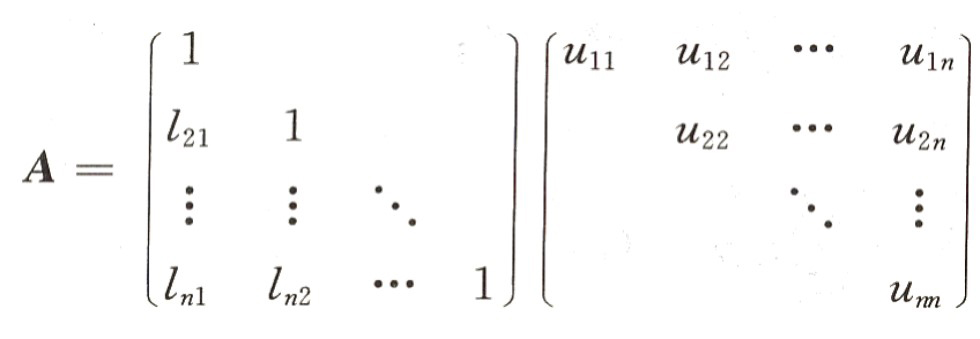 1 u₁₁ u₁₂ ⋯ u₁ₙ
l₂₁ 1 u₂₂ ⋯ u₂ₙ
A =
⋮ ⋮ ⋱ ⋱ ⋮
lₙ₁ lₙ₂ ⋯ 1 uₙₙ